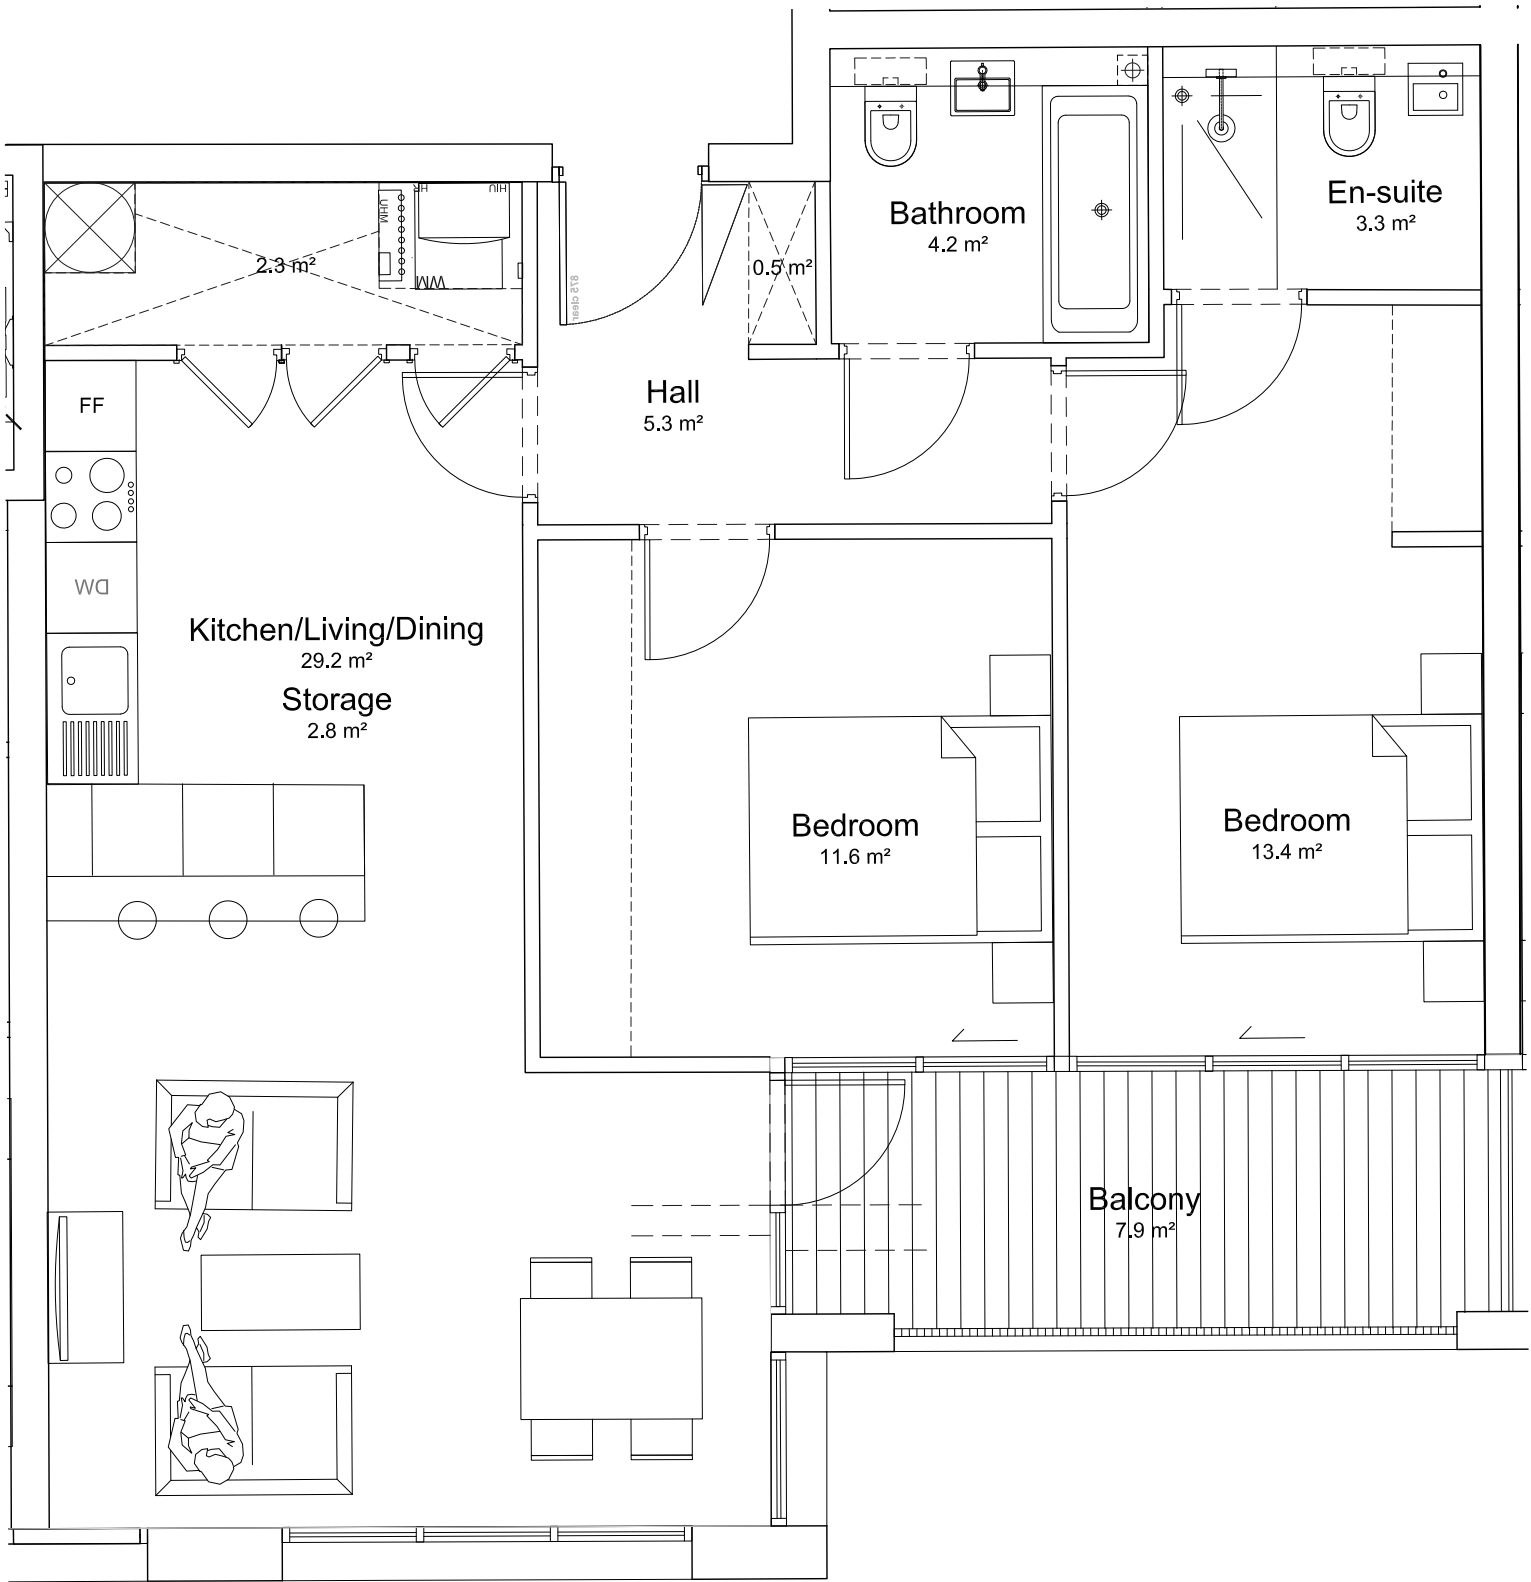 HIU
UHM
WM
2.3 m²
875 clear
0.5 m²
Bathroom
4.2 m²
En-suite
3.3 m²
FF
Hall
5.3 m²
DW
Kitchen/Living/Dining
29.2 m²
Storage
2.8 m²
Bedroom
11.6 m²
Bedroom
13.4 m²
Balcony
7.9 m²